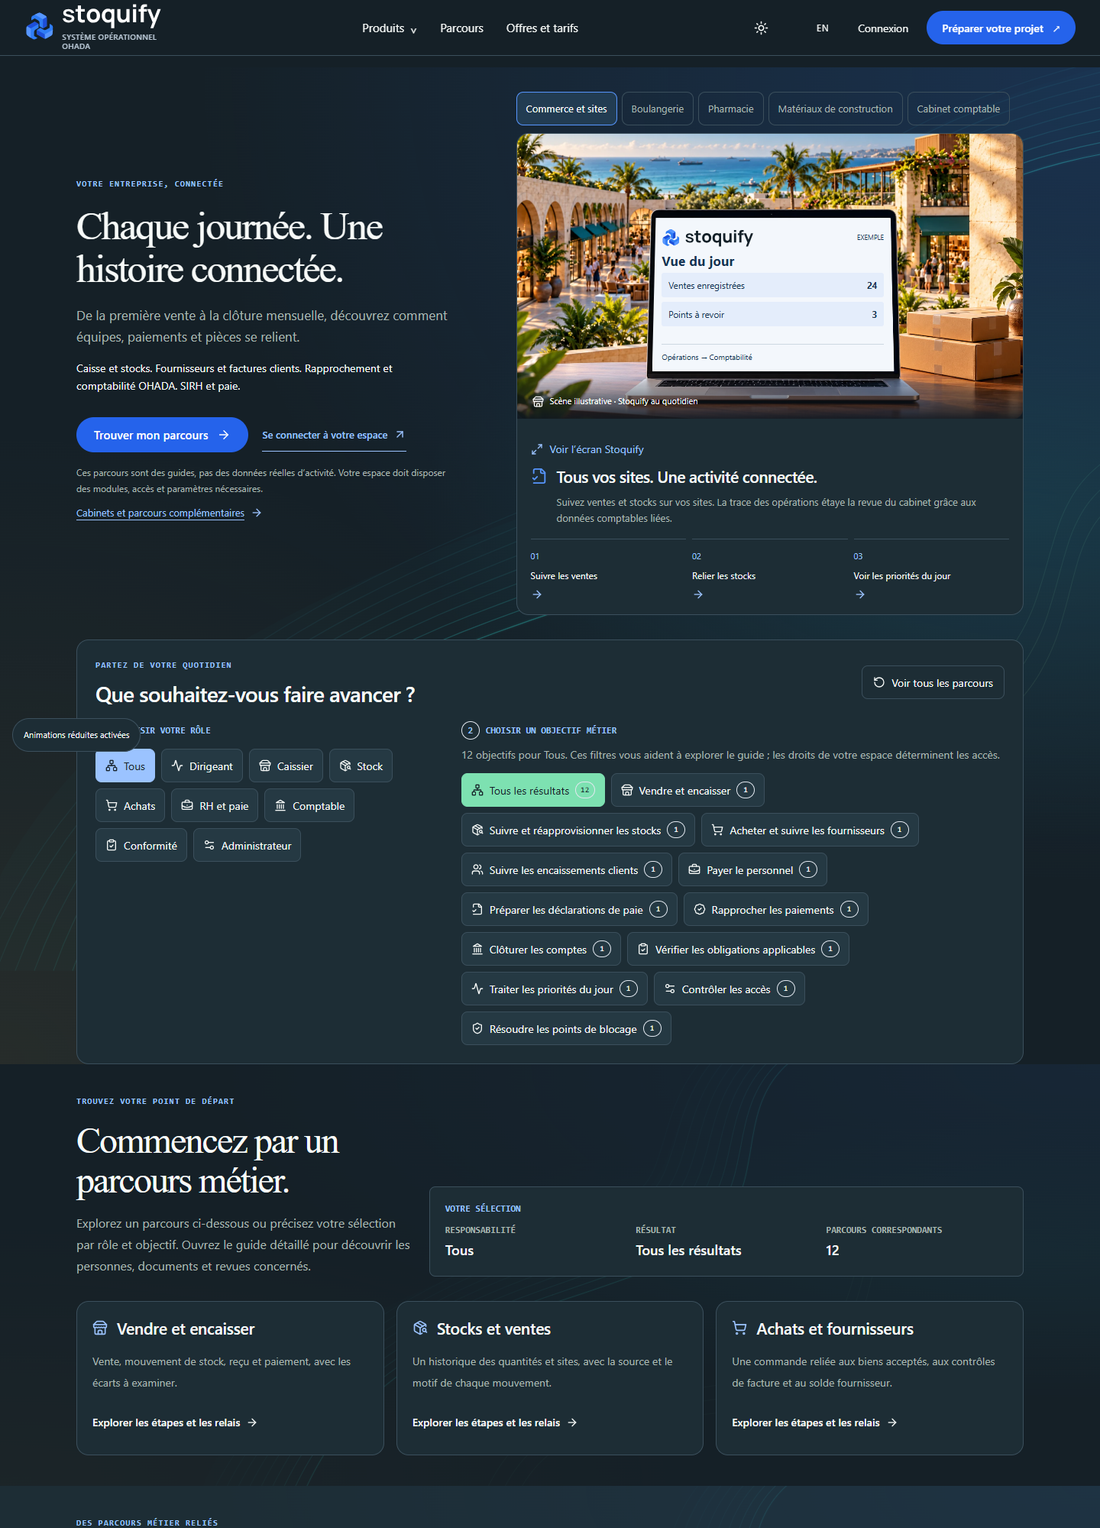 stoquify
SYSTÈME OPÉRATIONNEL
OHADA
Produits
Parcours
Offres et tarifs
EN
Connexion
Préparer votre projet
Commerce et sites
Boulangerie
Pharmacie
Matériaux de construction
Cabinet comptable
VOTRE ENTREPRISE, CONNECTÉE
Chaque journée. Une
histoire connectée.
De la première vente à la clôture mensuelle, découvrez comment
équipes, paiements et pièces se relient.
Caisse et stocks. Fournisseurs et factures clients. Rapprochement et
comptabilité OHADA. SIRH et paie.
Trouver mon parcours →
Se connecter à votre espace
Ces parcours sont des guides, pas des données réelles d'activité. Votre espace doit disposer
des modules, accès et paramètres nécessaires.
Cabinets et parcours complémentaires →
stoquify
EXEMPLE
Vue du jour
Ventes enregistrées 24
Points à revoir 3
Opérations — Comptabilité
Scène illustrative · Stoquify au quotidien
Voir l'écran Stoquify
Tous vos sites. Une activité connectée.
Suivez ventes et stocks sur vos sites. La trace des opérations étaye la revue du cabinet grâce aux
données comptables liées.
01
Suivre les ventes
→
02
Relier les stocks
→
03
Voir les priorités du jour
→
PARTEZ DE VOTRE QUOTIDIEN
Que souhaitez-vous faire avancer ?
Voir tous les parcours
Animations réduites activées
SIR VOTRE RÔLE
Tous
Dirigeant
Caissier
Stock
Achats
RH et paie
Comptable
Conformité
Administrateur
2 CHOISIR UN OBJECTIF MÉTIER
12 objectifs pour Tous. Ces filtres vous aident à explorer le guide ; les droits de votre espace déterminent les accès.
Tous les résultats 12
Vendre et encaisser 1
Suivre et réapprovisionner les stocks 1
Acheter et suivre les fournisseurs 1
Suivre les encaissements clients 1
Payer le personnel 1
Préparer les déclarations de paie 1
Rapprocher les paiements 1
Clôturer les comptes 1
Vérifier les obligations applicables 1
Traiter les priorités du jour 1
Contrôler les accès 1
Résoudre les points de blocage 1
TROUVEZ VOTRE POINT DE DÉPART
Commencez par un
parcours métier.
Explorez un parcours ci-dessous ou précisez votre sélection
par rôle et objectif. Ouvrez le guide détaillé pour découvrir les
personnes, documents et revues concernés.
VOTRE SÉLECTION
RESPONSABILITÉ
Tous
RÉSULTAT
Tous les résultats
PARCOURS CORRESPONDANTS
12
Vendre et encaisser
Vente, mouvement de stock, reçu et paiement, avec les
écarts à examiner.
Explorer les étapes et les relais →
Stocks et ventes
Un historique des quantités et sites, avec la source et le
motif de chaque mouvement.
Explorer les étapes et les relais →
Achats et fournisseurs
Une commande reliée aux biens acceptés, aux contrôles
de facture et au solde fournisseur.
Explorer les étapes et les relais →
DES PARCOURS MÉTIER RELIÉS